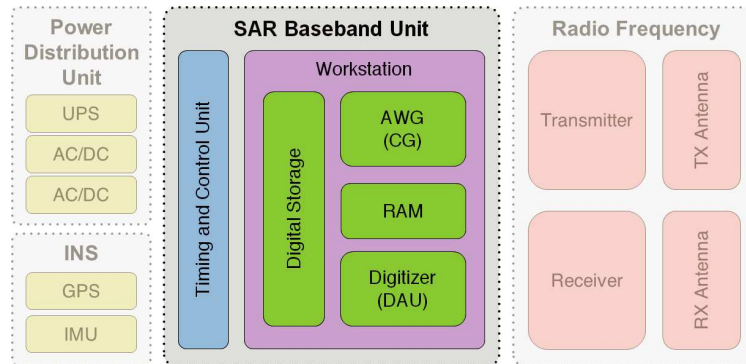 Power
Distribution
Unit
UPS
AC/DC
AC/DC
INS
GPS
IMU
SAR Baseband Unit
Timing and Control Unit
Workstation
Digital Storage
AWG
(CG)
RAM
Digitizer
(DAU)
Radio Frequency
Transmitter
TX Antenna
Receiver
RX Antenna